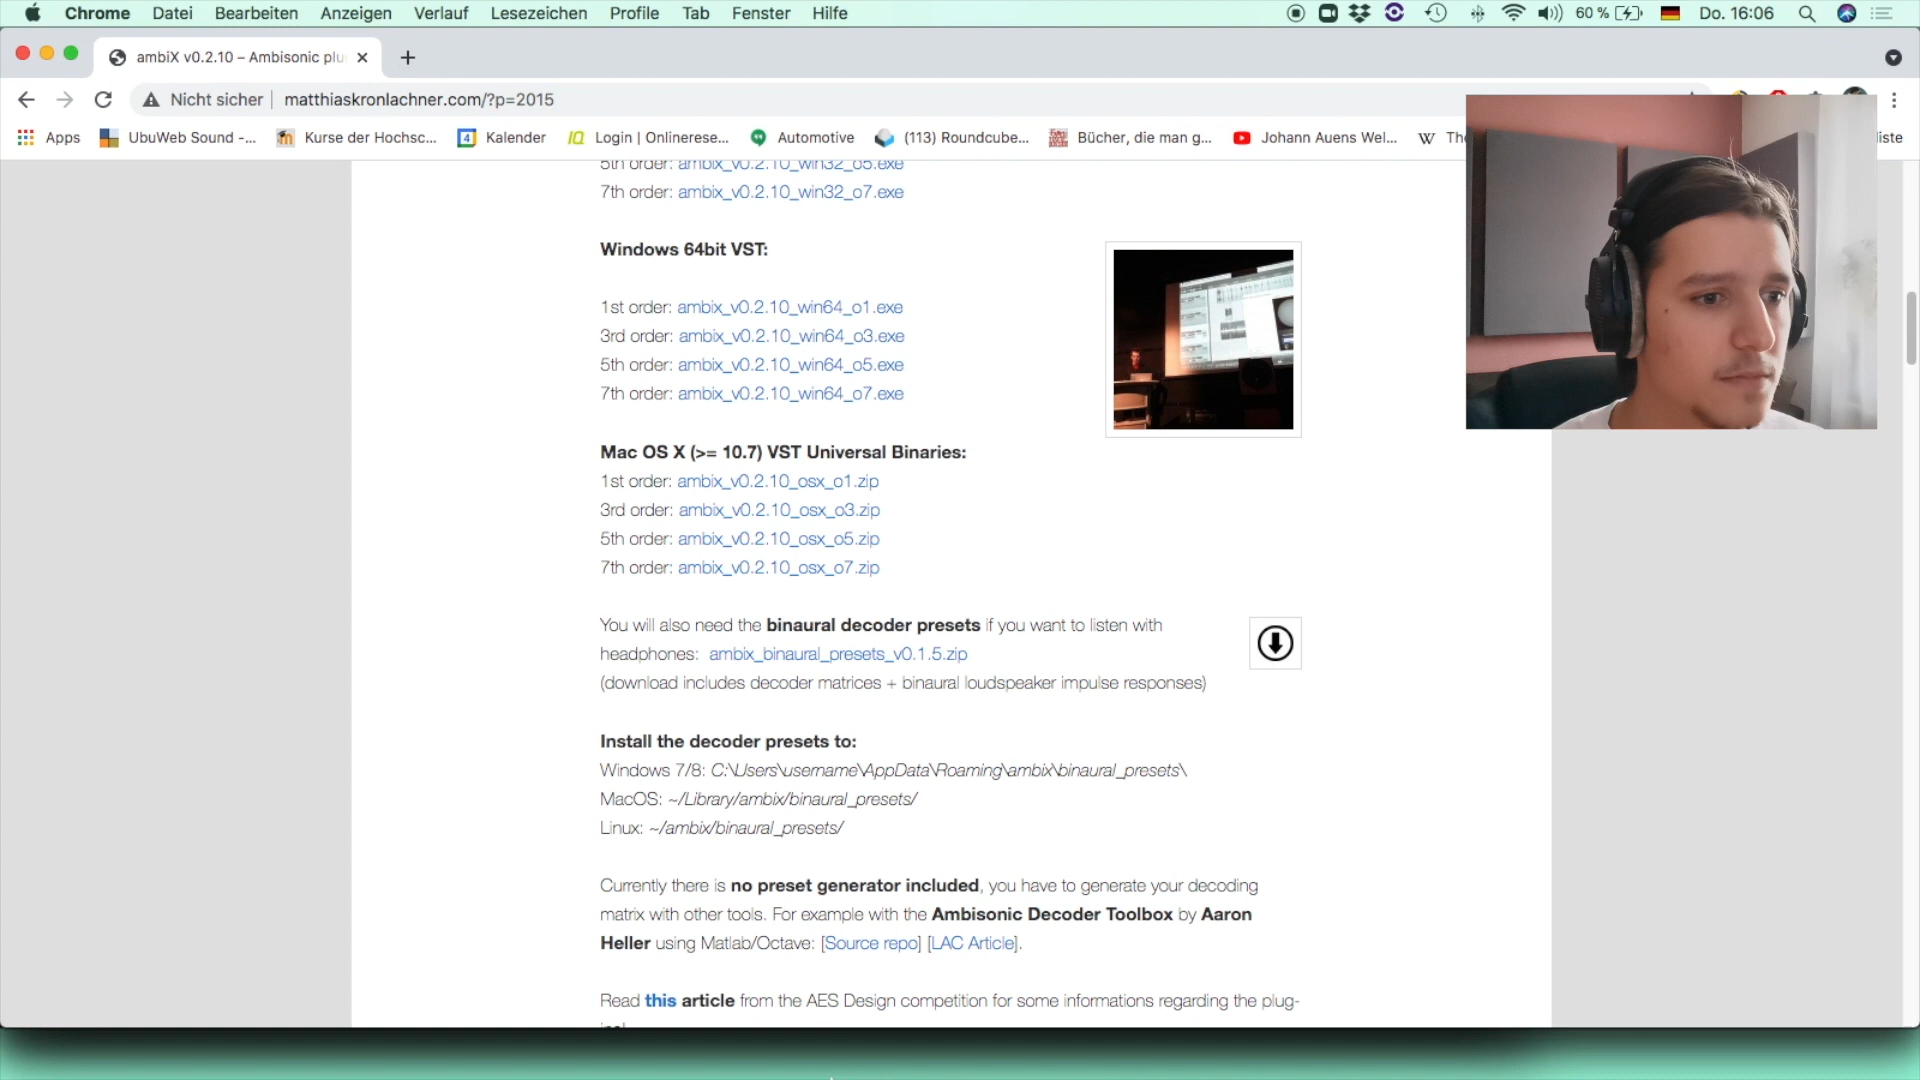 Chrome Datei Bearbeiten Anzeigen Verlauf Lesezeichen Profile Tab Fenster Hilfe 60 % Do. 16:06
ambiX v0.2.10 – Ambisonic plu
Nicht sicher matthiaskronlachner.com/?p=2015
Apps UbuWeb Sound -... Kurse der Hochsc... 4 Kalender IQ Login | Onlinerese... Automotive (113) Roundcube... Bücher, die man g... Johann Auens Wel... W The
5th order: ambix_v0.2.10_win32_o5.exe
7th order: ambix_v0.2.10_win32_o7.exe
Windows 64bit VST:
1st order: ambix_v0.2.10_win64_o1.exe
3rd order: ambix_v0.2.10_win64_o3.exe
5th order: ambix_v0.2.10_win64_o5.exe
7th order: ambix_v0.2.10_win64_o7.exe
Mac OS X (>= 10.7) VST Universal Binaries:
1st order: ambix_v0.2.10_osx_o1.zip
3rd order: ambix_v0.2.10_osx_o3.zip
5th order: ambix_v0.2.10_osx_o5.zip
7th order: ambix_v0.2.10_osx_o7.zip
You will also need the binaural decoder presets if you want to listen with
headphones: ambix_binaural_presets_v0.1.5.zip
(download includes decoder matrices + binaural loudspeaker impulse responses)
Install the decoder presets to:
Windows 7/8: C:\Users\username\AppData\Roaming\ambix\binaural_presets\
MacOS: ~/Library/ambix/binaural_presets/
Linux: ~/ambix/binaural_presets/
Currently there is no preset generator included, you have to generate your decoding
matrix with other tools. For example with the Ambisonic Decoder Toolbox by Aaron
Heller using Matlab/Octave: [Source repo] [LAC Article].
Read this article from the AES Design competition for some informations regarding the plug-